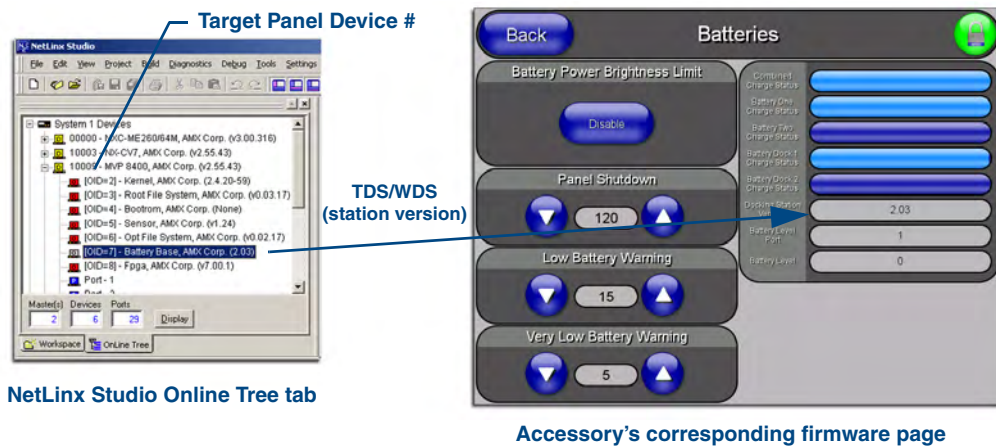 Target Panel Device #
NetLinx Studio
File Edit View Project Build Diagnostics Debug Tools Settings
System 1 Devices
00000 - NXC-ME260/64M, AMX Corp. (v3.00.316)
10003 - NX-CV7, AMX Corp. (v2.55.43)
10005 - MVP 8400, AMX Corp. (v2.55.43)
[OID=2] - Kernel, AMX Corp. (2.4.20-59)
[OID=3] - Root File System, AMX Corp. (v0.03.17)
[OID=4] - Bootrom, AMX Corp. (None)
[OID=5] - Sensor, AMX Corp. (v1.24)
[OID=6] - Opt File System, AMX Corp. (v0.02.17)
[OID=7] - Battery Base, AMX Corp. (2.03)
[OID=8] - Fpga, AMX Corp. (v7.00.1)
Port - 1
Master(s) Devices Ports
2 6 29 Display
Workspace OnLine Tree
NetLinx Studio Online Tree tab
TDS/WDS
(station version)
Back
Batteries
Battery Power Brightness Limit
Disable
Panel Shutdown
120
Low Battery Warning
15
Very Low Battery Warning
5
Combined
Charge Status
Battery One
Charge Status
Battery Two
Charge Status
Battery Dock 1
Charge Status
Battery Dock 2
Charge Status
Docking Station
2.03
Battery Level
Port
1
Battery Level
0
Accessory's corresponding firmware page